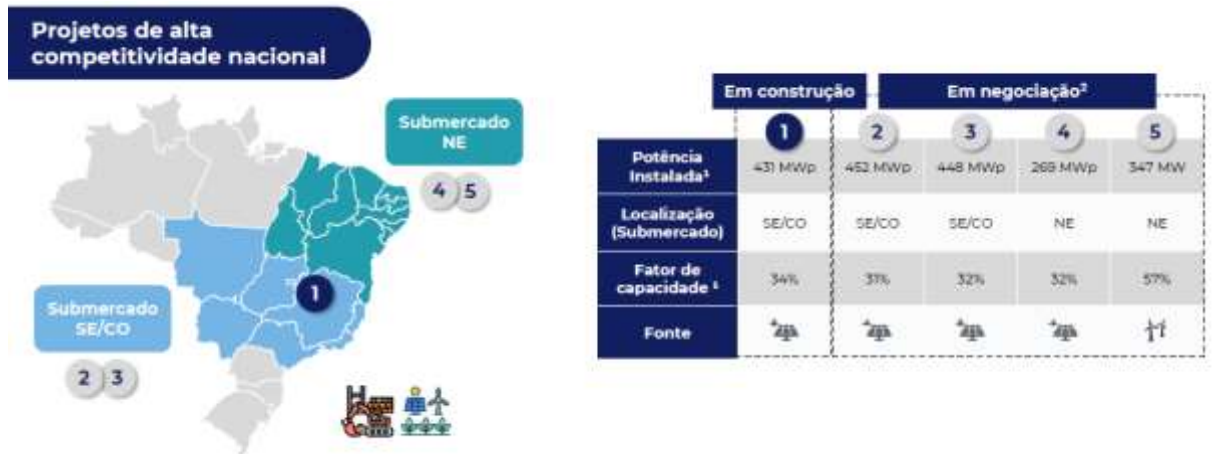 Projetos de alta
competitividade nacional
Submercado
NE
4 5
1
Submercado
SE/CO
2 3
Em construção Em negociação²
1 2 3 4 5
Potência
Instalada¹ 431 MWp 452 MWp 448 MWp 269 MWp 347 MW
Localização
(Submercado) SE/CO SE/CO SE/CO NE NE
Fator de
capacidade ¹ 34% 31% 32% 32% 57%
Fonte